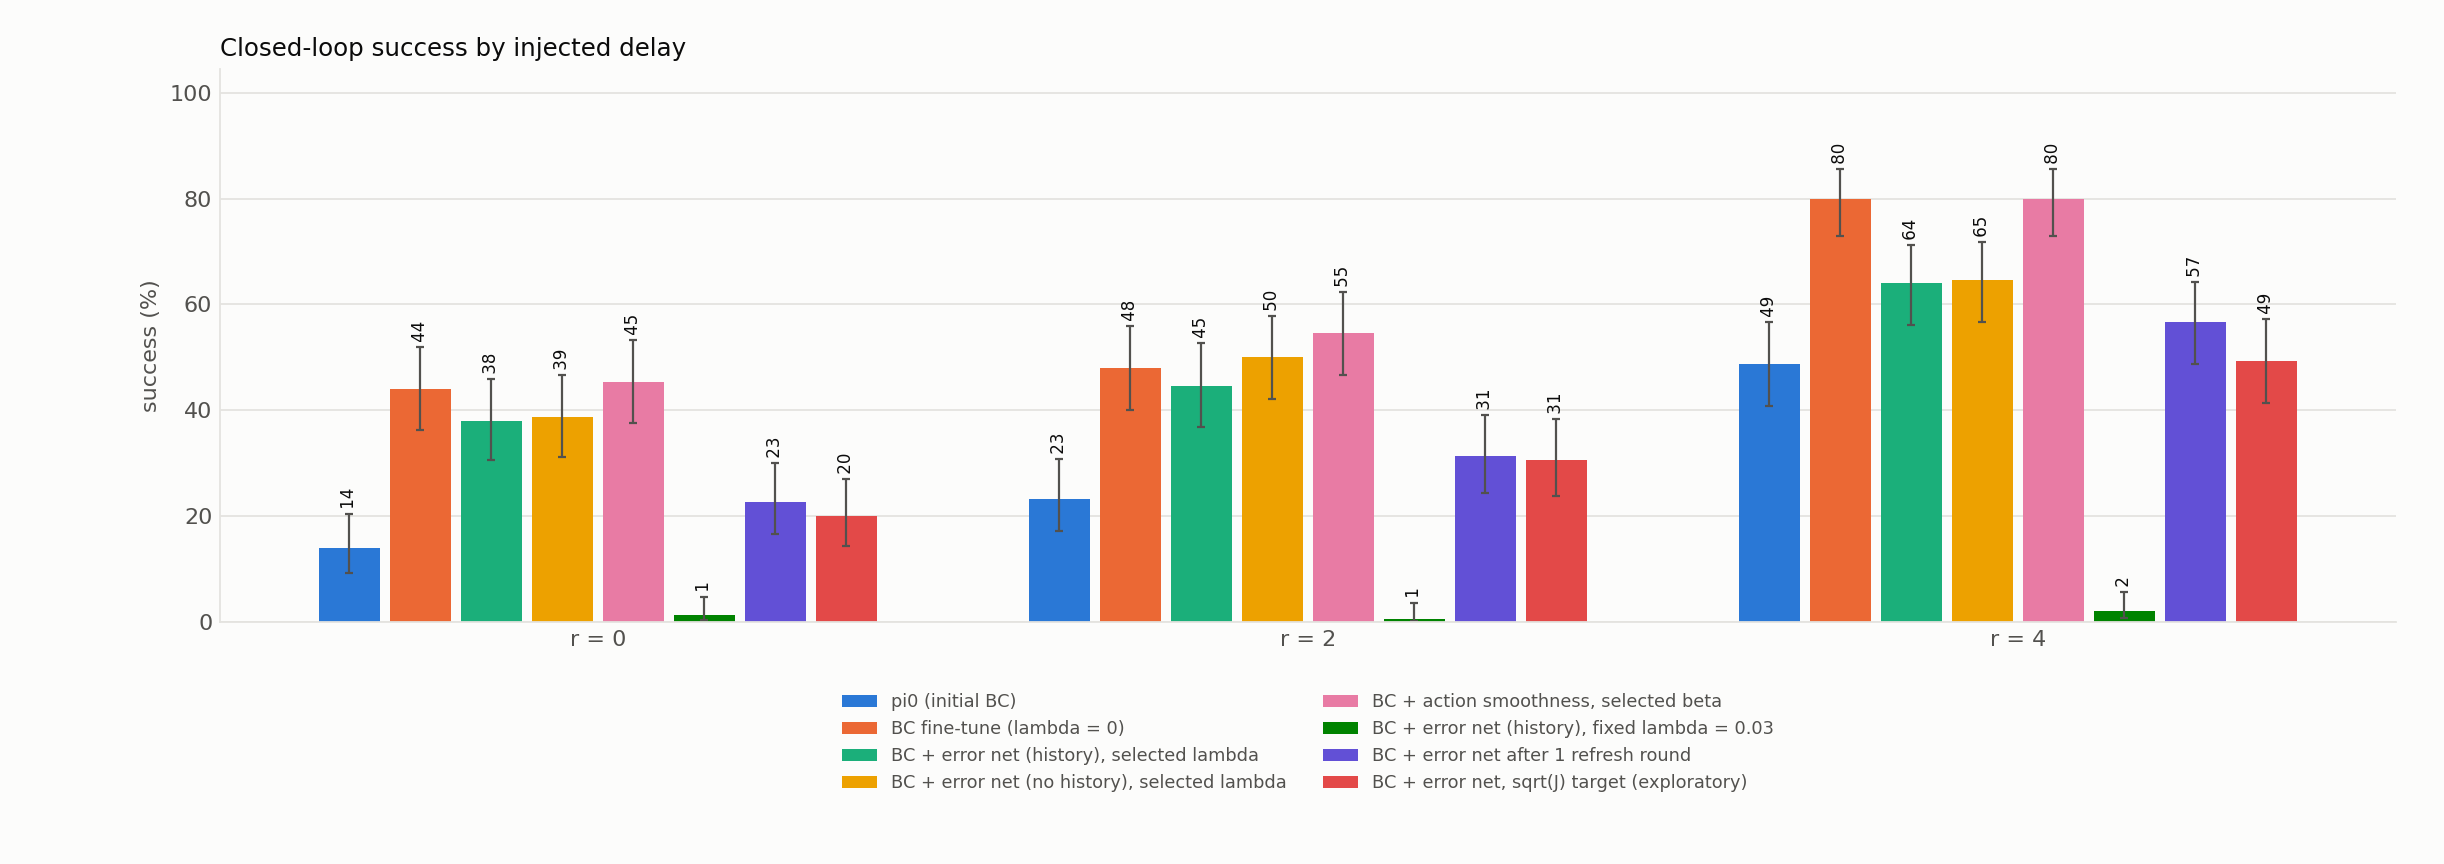 Closed-loop success by injected delay
success (%)
100
80
60
40
20
0
14
44
38
39
45
1
23
20
23
48
45
50
55
1
31
31
49
80
64
65
80
2
57
49
r = 0
r = 2
r = 4
pi0 (initial BC)
BC fine-tune (lambda = 0)
BC + error net (history), selected lambda
BC + error net (no history), selected lambda
BC + action smoothness, selected beta
BC + error net (history), fixed lambda = 0.03
BC + error net after 1 refresh round
BC + error net, sqrt(J) target (exploratory)